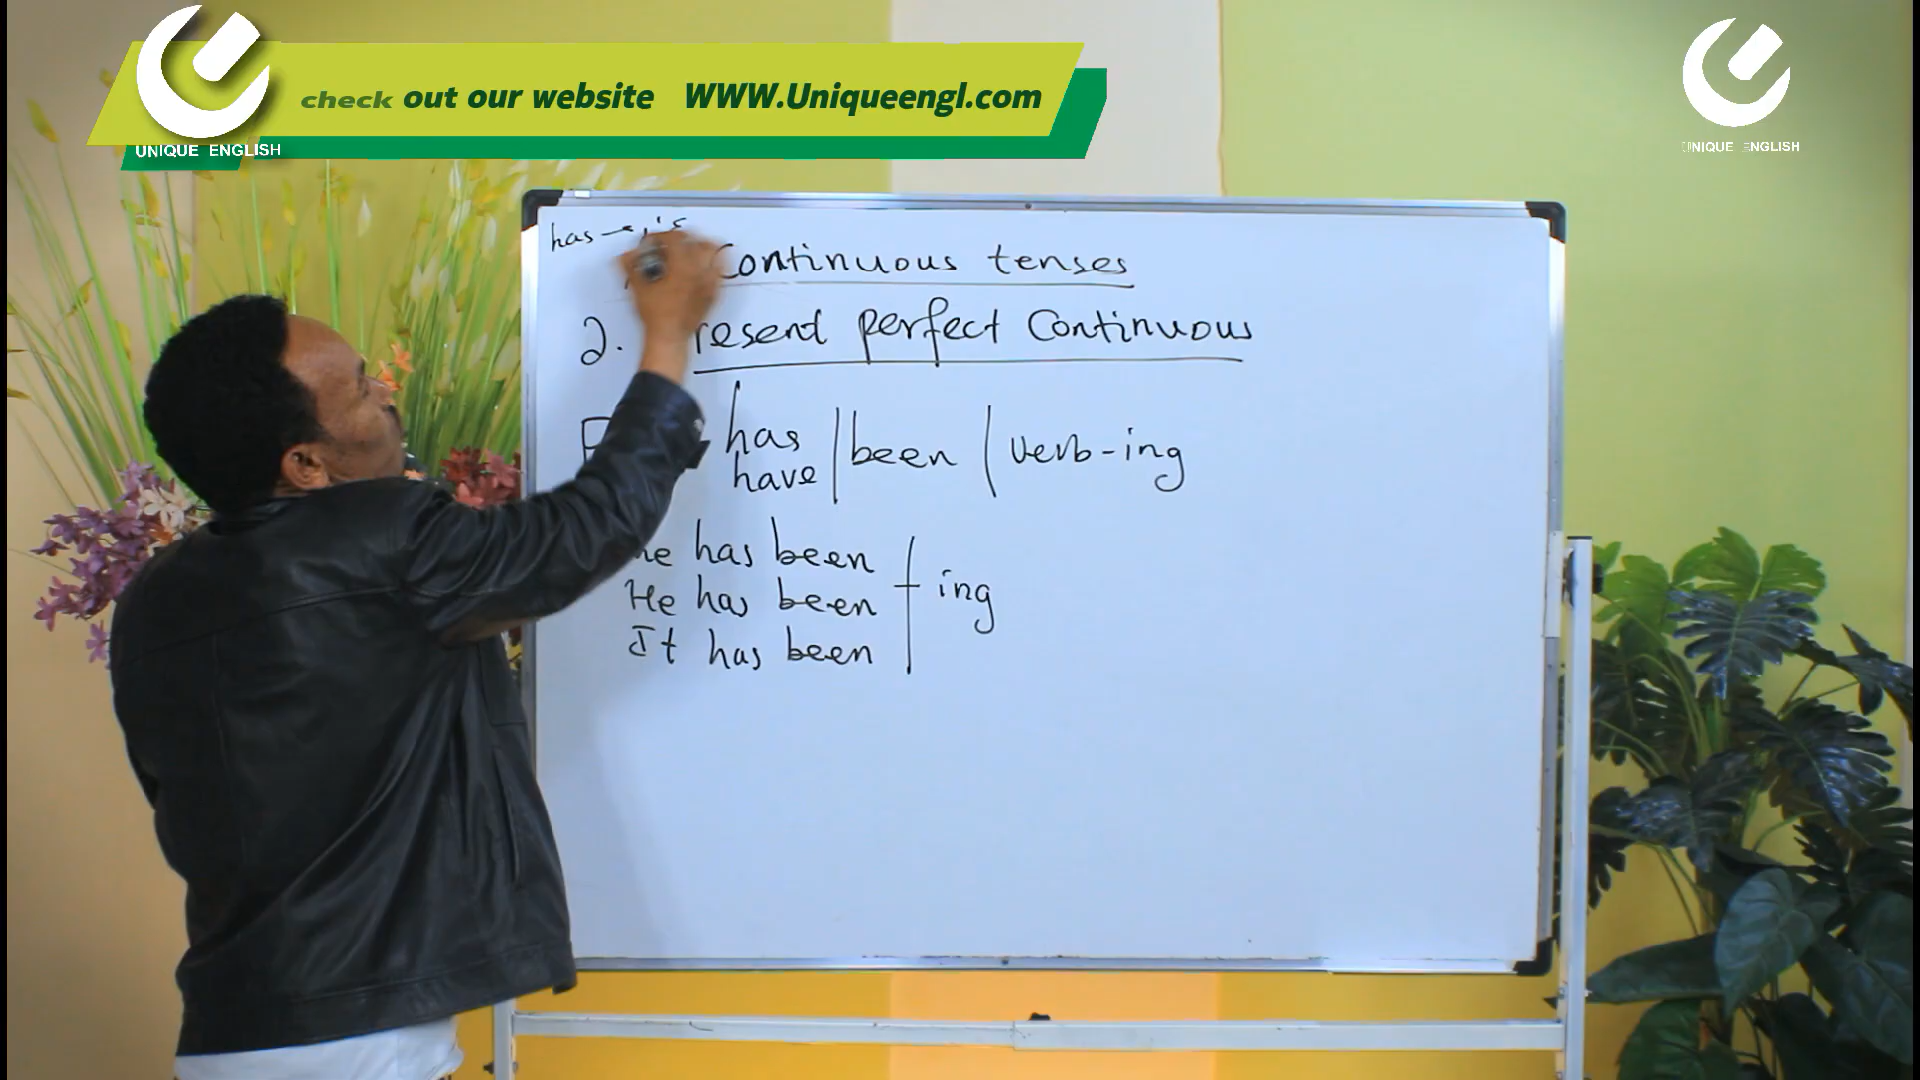 check out our website WWW.Uniqueengl.com
UNIQUE ENGLISH
UNIQUE ENGLISH
has
Continuous tenses
2. Present perfect Continuous
has
have been verb-ing
has been
He has been
It has been
ing